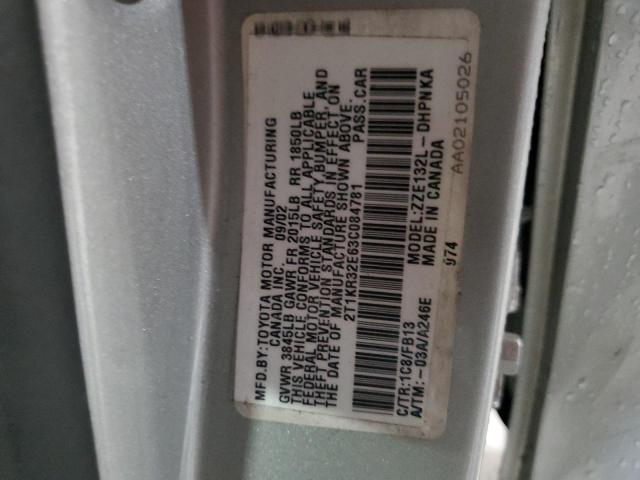 MFD.BY:TOYOTA MOTOR MANUFACTURING
CANADA INC. 09/02
GVWR 3845LB GAWR FR 2015LB RR 1850LB
THIS VEHICLE CONFORMS TO ALL APPLICABLE
FEDERAL MOTOR VEHICLE SAFETY, BUMPER, AND
THEFT PREVENTION STANDARDS IN EFFECT ON
THE DATE OF MANUFACTURE SHOWN ABOVE.
2T1KR32E63C084781 PASS.CAR
C/TR:1C8/FB13 MODEL:ZZE132L-DHPNKA
A/TM:-03A/A246E MADE IN CANADA
974 AA02105026